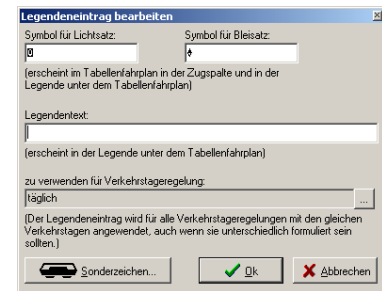 Legendeneintrag bearbeiten
Symbol für Lichtsatz: Symbol für Bleisatz:
(erscheint im Tabellenfahrplan in der Zugspalte und in der
Legende unter dem Tabellenfahrplan)
Legendentext:
(erscheint in der Legende unter dem Tabellenfahrplan)
zu verwenden für Verkehrstageregelung:
täglich ...
(Der Legendeneintrag wird für alle Verkehrstageregelungen mit den gleichen
Verkehrstagen angewendet, auch wenn sie unterschiedlich formuliert sein
sollten.)
Sonderzeichen... Ok Abbrechen